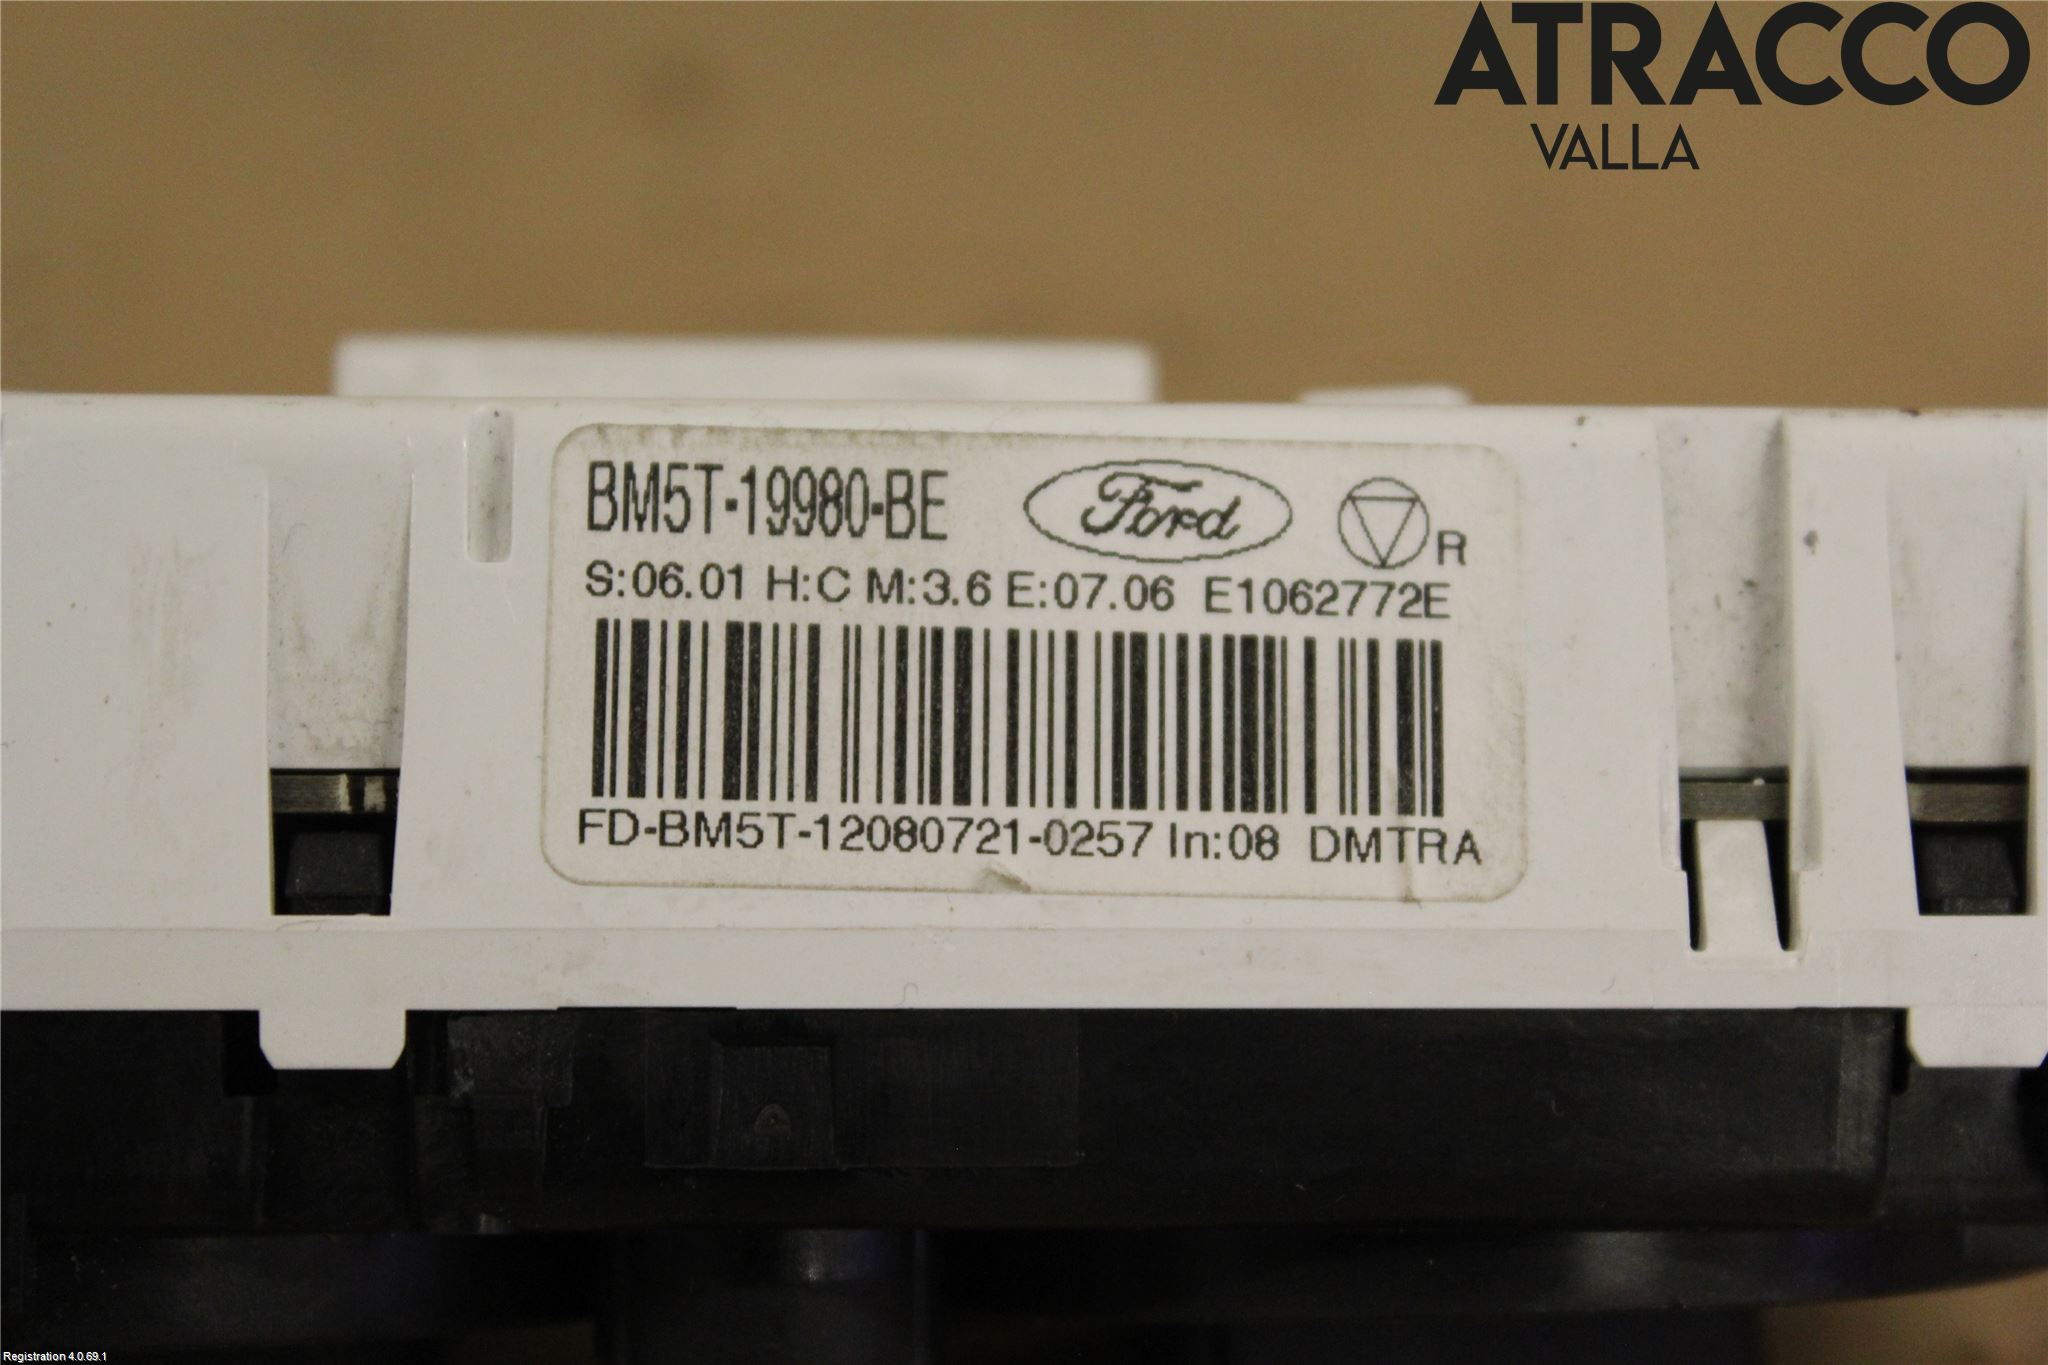 ATRACCO
VALLA
BM5T-19980-BE Ford R
S:06.01 H:C M:3.6 E:07.06 E1062772E
FD-BM5T-12080721-0257 In:08 DMTRA
Registration 4.0.69.1